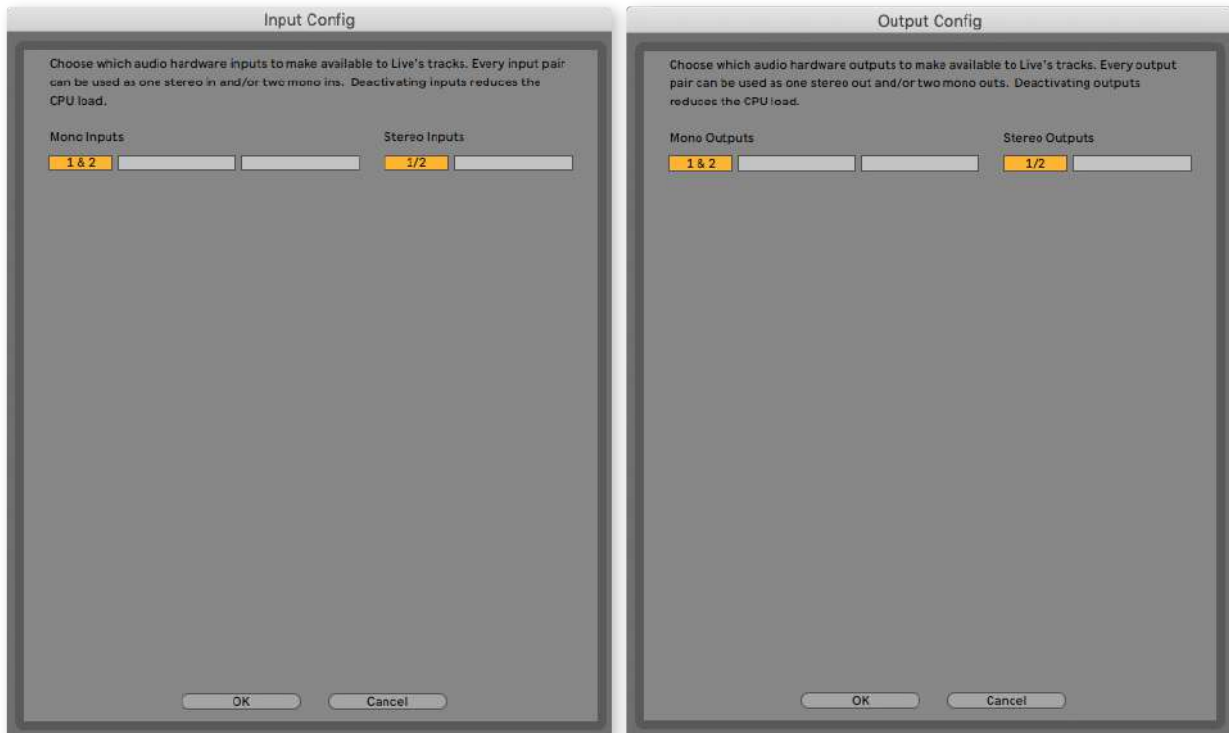 Input Config
Choose which audio hardware inputs to make available to Live's tracks. Every input pair
can be used as one stereo in and/or two mono ins. Deactivating inputs reduces the
CPU load.
Mono Inputs
Stereo Inputs
1 & 2
1/2
OK
Cancel
Output Config
Choose which audio hardware outputs to make available to Live's tracks. Every output
pair can be used as one stereo out and/or two mono outs. Deactivating outputs
reduces the CPU load.
Mono Outputs
Stereo Outputs
1 & 2
1/2
OK
Cancel